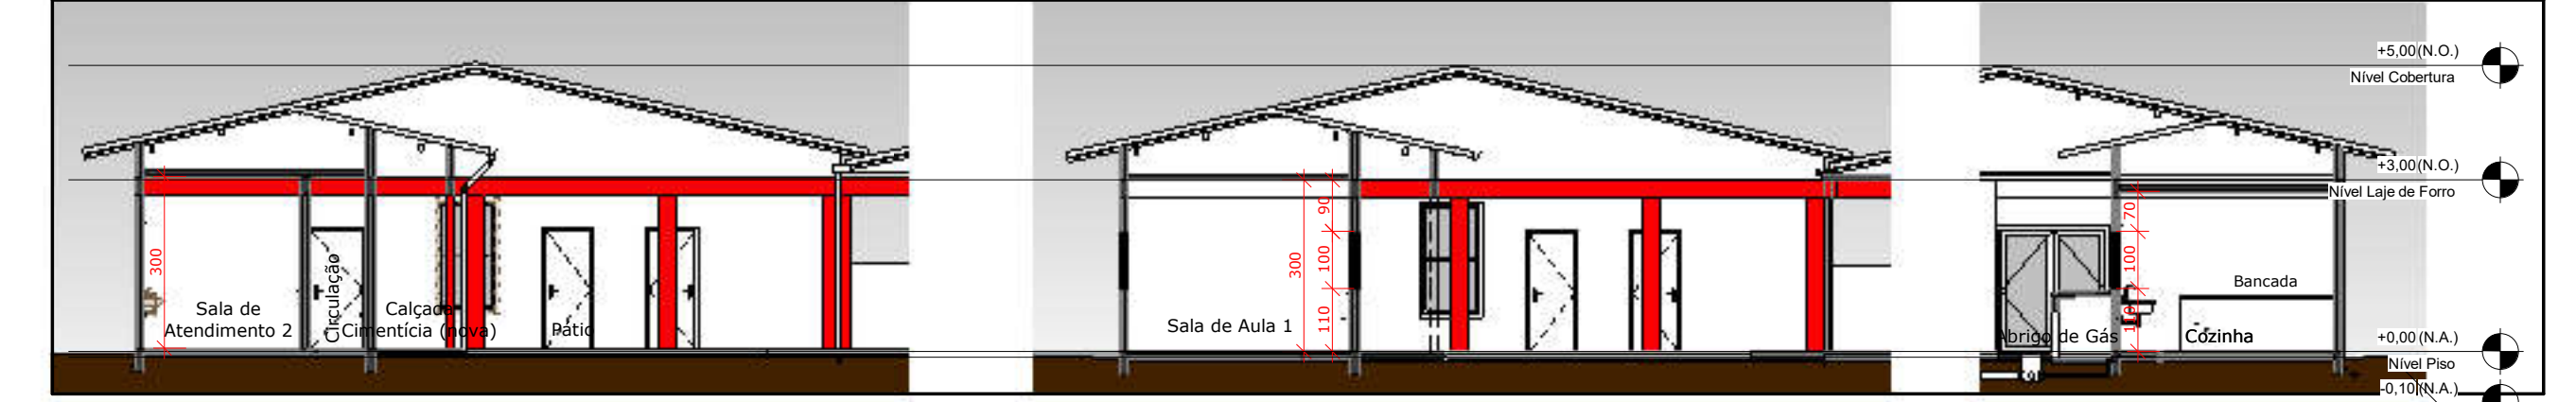 +5,00 (N.O.)
Nível Cobertura
+3,00 (N.O.)
Nível Laje de Forro
300
Sala de
Atendimento 2
Circulação
Calçada
Cimentícia (nova)
Pátio
Sala de Aula 1
300
90
100
110
70
100
110
Abrigo de Gás
Bancada
Cozinha
+0,00 (N.A.)
Nível Piso
-0,10 (N.A.)